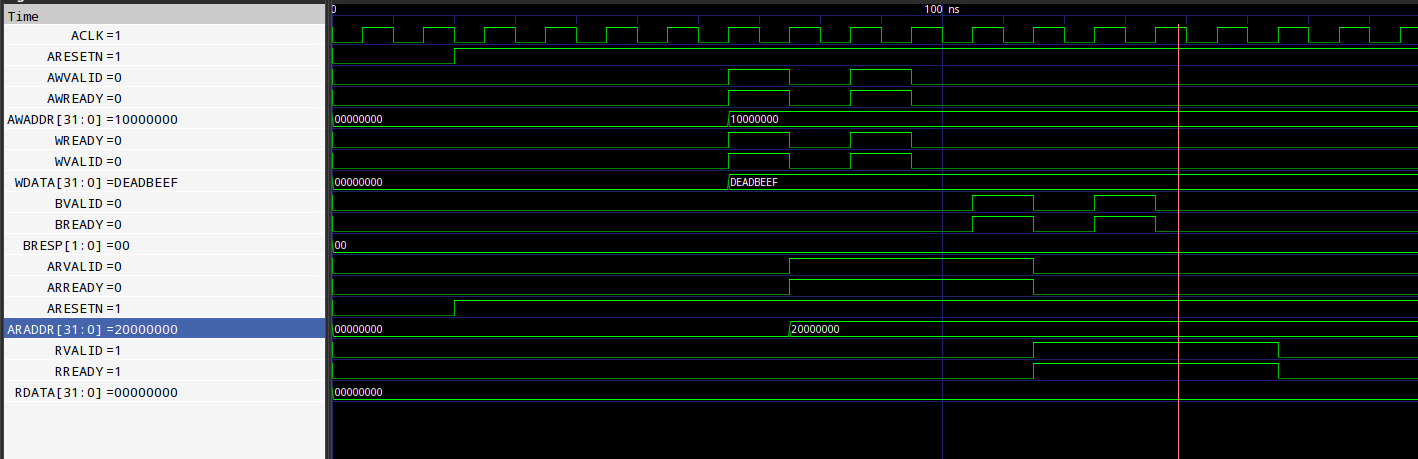 0 100 ns
Time
ACLK =1
ARESETN =1
AWVALID =0
AWREADY =0
AWADDR[31:0] =10000000 00000000 10000000
WREADY =0
WVALID =0
WDATA[31:0] =DEADBEEF 00000000 DEADBEEF
BVALID =0
BREADY =0
BRESP[1:0] =00 00
ARVALID =0
ARREADY =0
ARESETN =1
ARADDR[31:0] =20000000 00000000 20000000
RVALID =1
RREADY =1
RDATA[31:0] =00000000 00000000